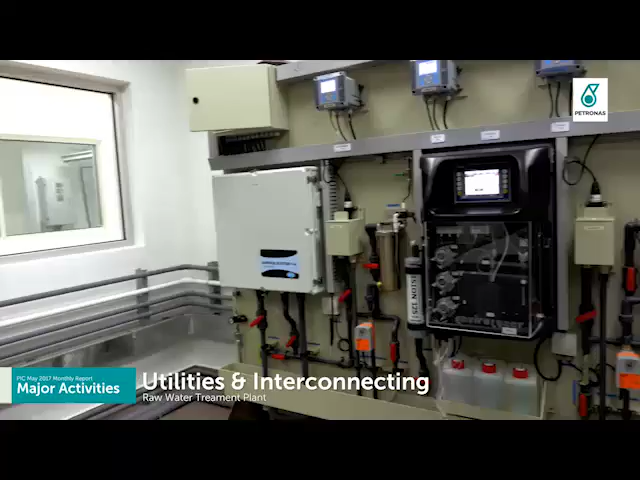 PETRONAS
PIC May 2017 Monthly Report
Major Activities
Utilities & Interconnecting
Raw Water Treament Plant